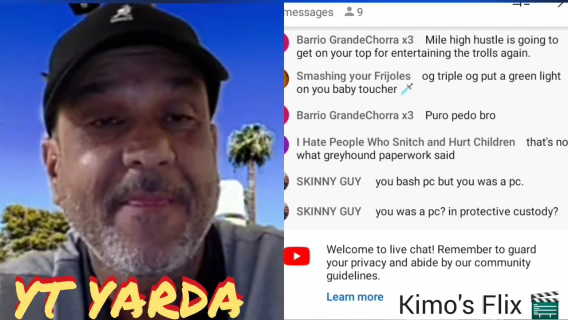 messages 9
Barrio GrandeChorra x3 Mile high hustle is going to
get on your top for entertaining the trolls again.
Smashing your Frijoles og triple og put a green light
on you baby toucher
Barrio GrandeChorra x3 Puro pedo bro
I Hate People Who Snitch and Hurt Children that's no
what greyhound paperwork said
SKINNY GUY you bash pc but you was a pc.
SKINNY GUY you was a pc? in protective custody?
Welcome to live chat! Remember to guard
your privacy and abide by our community
guidelines.
Learn more
YT YARDA
Kimo's Flix